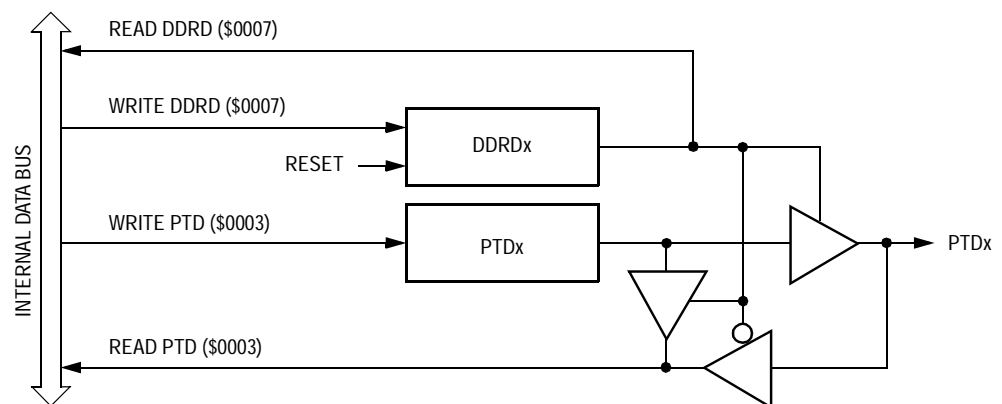 READ DDRD ($0007)
WRITE DDRD ($0007)
DDRDx
RESET
WRITE PTD ($0003)
PTDx
PTDx
READ PTD ($0003)
INTERNAL DATA BUS